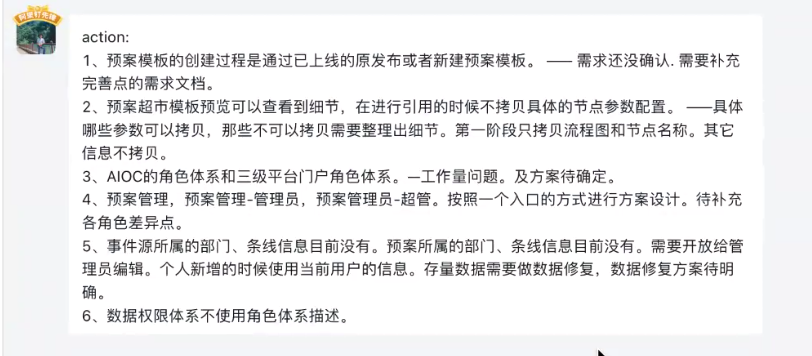 阿里钉先锋
action:
1、预案模板的创建过程是通过已上线的原发布或者新建预案模板。 —— 需求还没确认. 需要补充
完善点的需求文档。
2、预案超市模板预览可以查看到细节，在进行引用的时候不拷贝具体的节点参数配置。 ——具体
哪些参数可以拷贝，那些不可以拷贝需要整理出细节。第一阶段只拷贝流程图和节点名称。其它
信息不拷贝。
3、AIOC的角色体系和三级平台门户角色体系。—工作量问题。及方案待确定。
4、预案管理，预案管理-管理员，预案管理员-超管。按照一个入口的方式进行方案设计。待补充
各角色差异点。
5、事件源所属的部门、条线信息目前没有。预案所属的部门、条线信息目前没有。需要开放给管
理员编辑。个人新增的时候使用当前用户的信息。存量数据需要做数据修复，数据修复方案待明
确。
6、数据权限体系不使用角色体系描述。